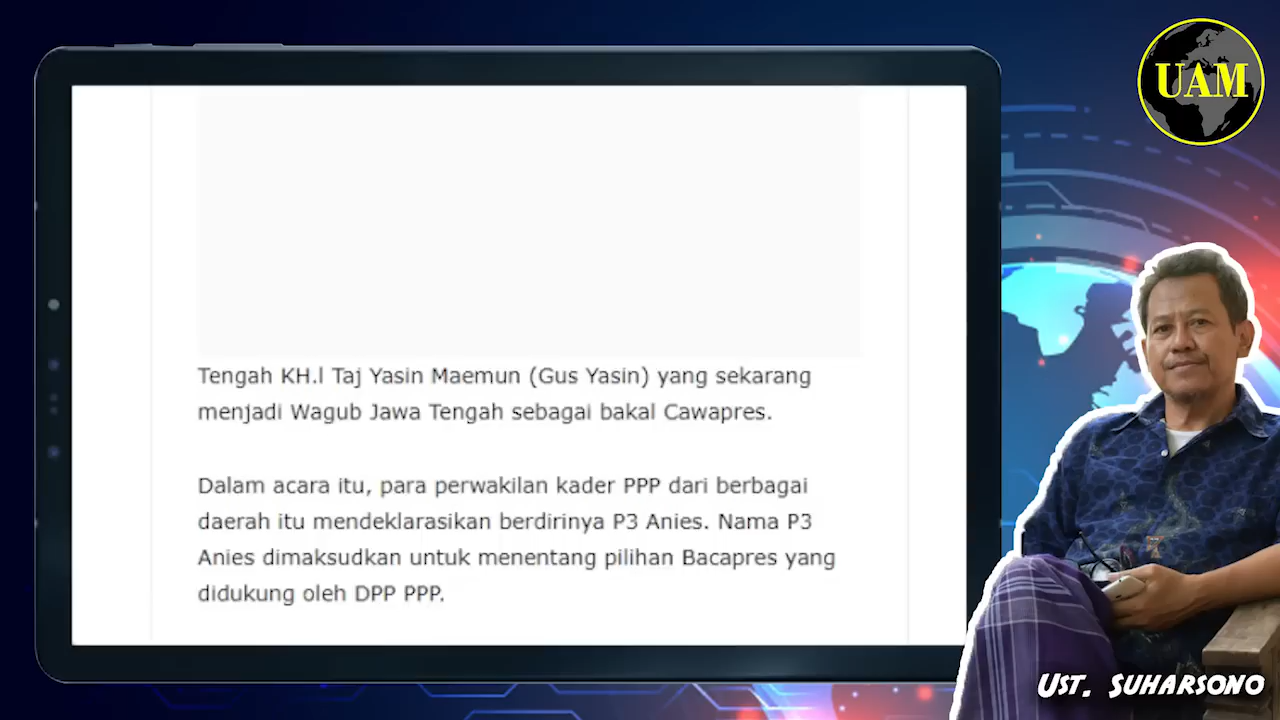 UAM
Tengah KH.l Taj Yasin Maemun (Gus Yasin) yang sekarang
menjadi Wagub Jawa Tengah sebagai bakal Cawapres.
Dalam acara itu, para perwakilan kader PPP dari berbagai
daerah itu mendeklarasikan berdirinya P3 Anies. Nama P3
Anies dimaksudkan untuk menentang pilihan Bacapres yang
didukung oleh DPP PPP.
Ust. Suharsono